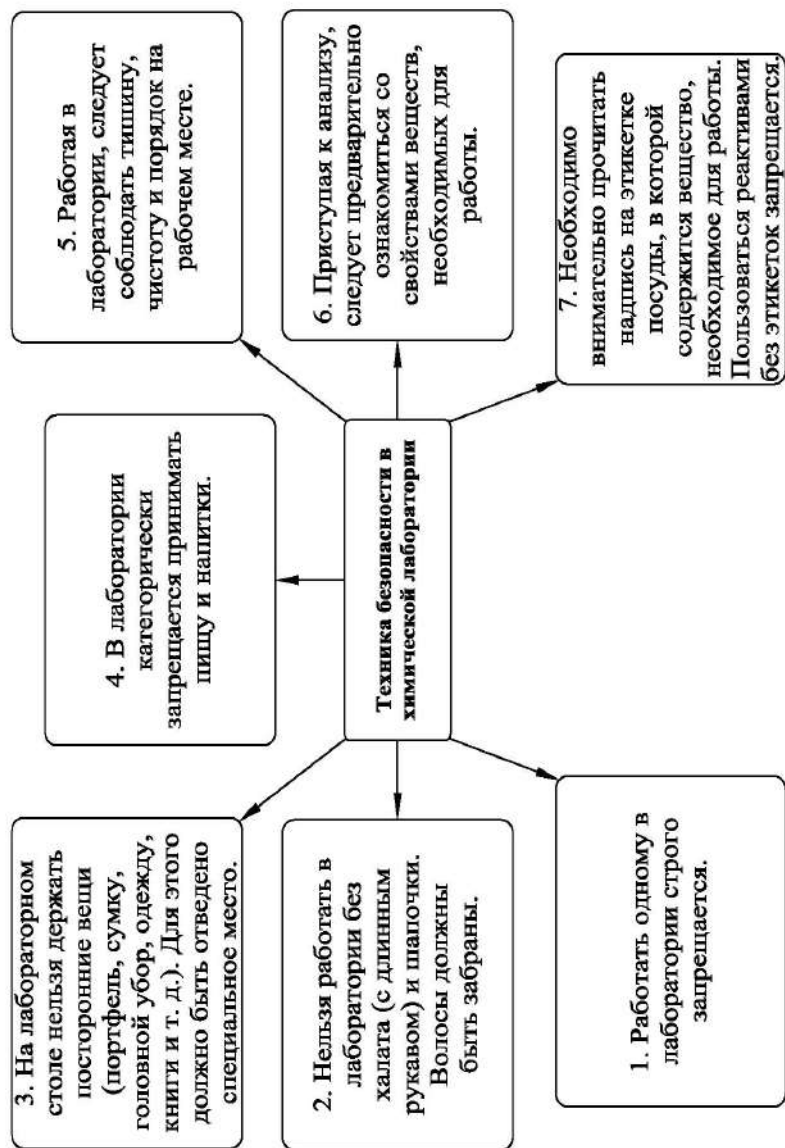 Техника безопасности в
химической лаборатории
1. Работать одному в
лаборатории строго
запрещается.
2. Нельзя работать в
лаборатории без
халата (с длинным
рукавом) и шапочки.
Волосы должны
быть забраны.
3. На лабораторном
столе нельзя держать
посторонние вещи
(портфель, сумку,
головной убор, одежду,
книги и т. д.). Для этого
должно быть отведено
специальное место.
4. В лаборатории
категорически
запрещается принимать
пищу и напитки.
5. Работая в
лаборатории, следует
соблюдать тишину,
чистоту и порядок на
рабочем месте.
6. Приступая к анализу,
следует предварительно
ознакомиться со
свойствами веществ,
необходимых для
работы.
7. Необходимо
внимательно прочитать
надпись на этикетке
посуды, в которой
содержится вещество,
необходимое для работы.
Пользоваться реактивами
без этикеток запрещается.